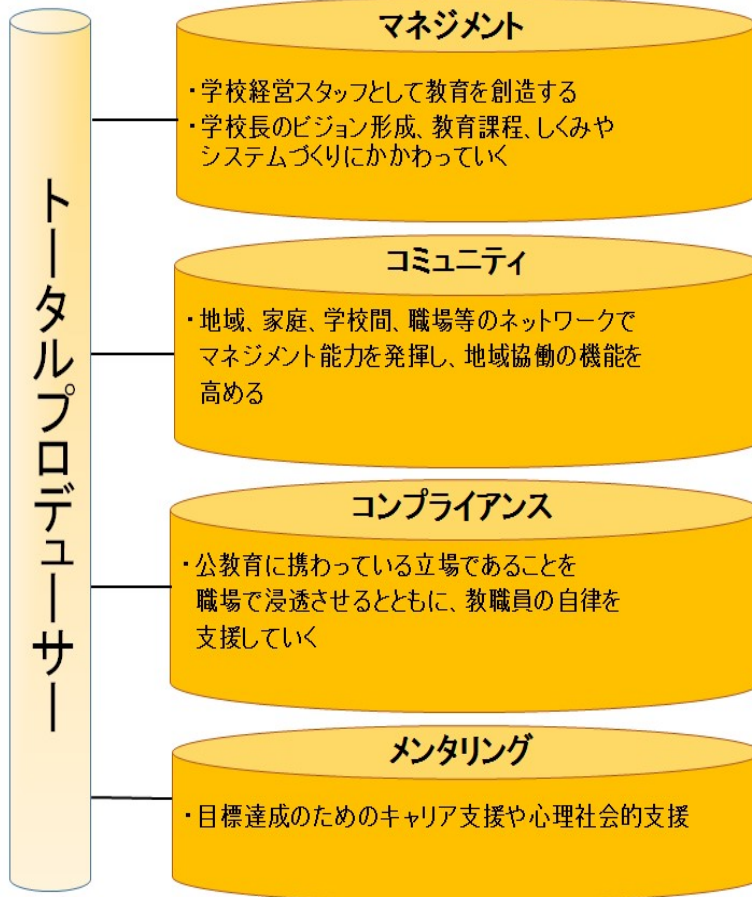 トータルプロデューサー
マネジメント
・学校経営スタッフとして教育を創造する
・学校長のビジョン形成、教育課程、しくみや
システムづくりにかかわっていく
コミュニティ
・地域、家庭、学校間、職場等のネットワークで
マネジメント能力を発揮し、地域協働の機能を
高める
コンプライアンス
・公教育に携わっている立場であることを
職場で浸透させるとともに、教職員の自律を
支援していく
メンタリング
・目標達成のためのキャリア支援や心理社会的支援